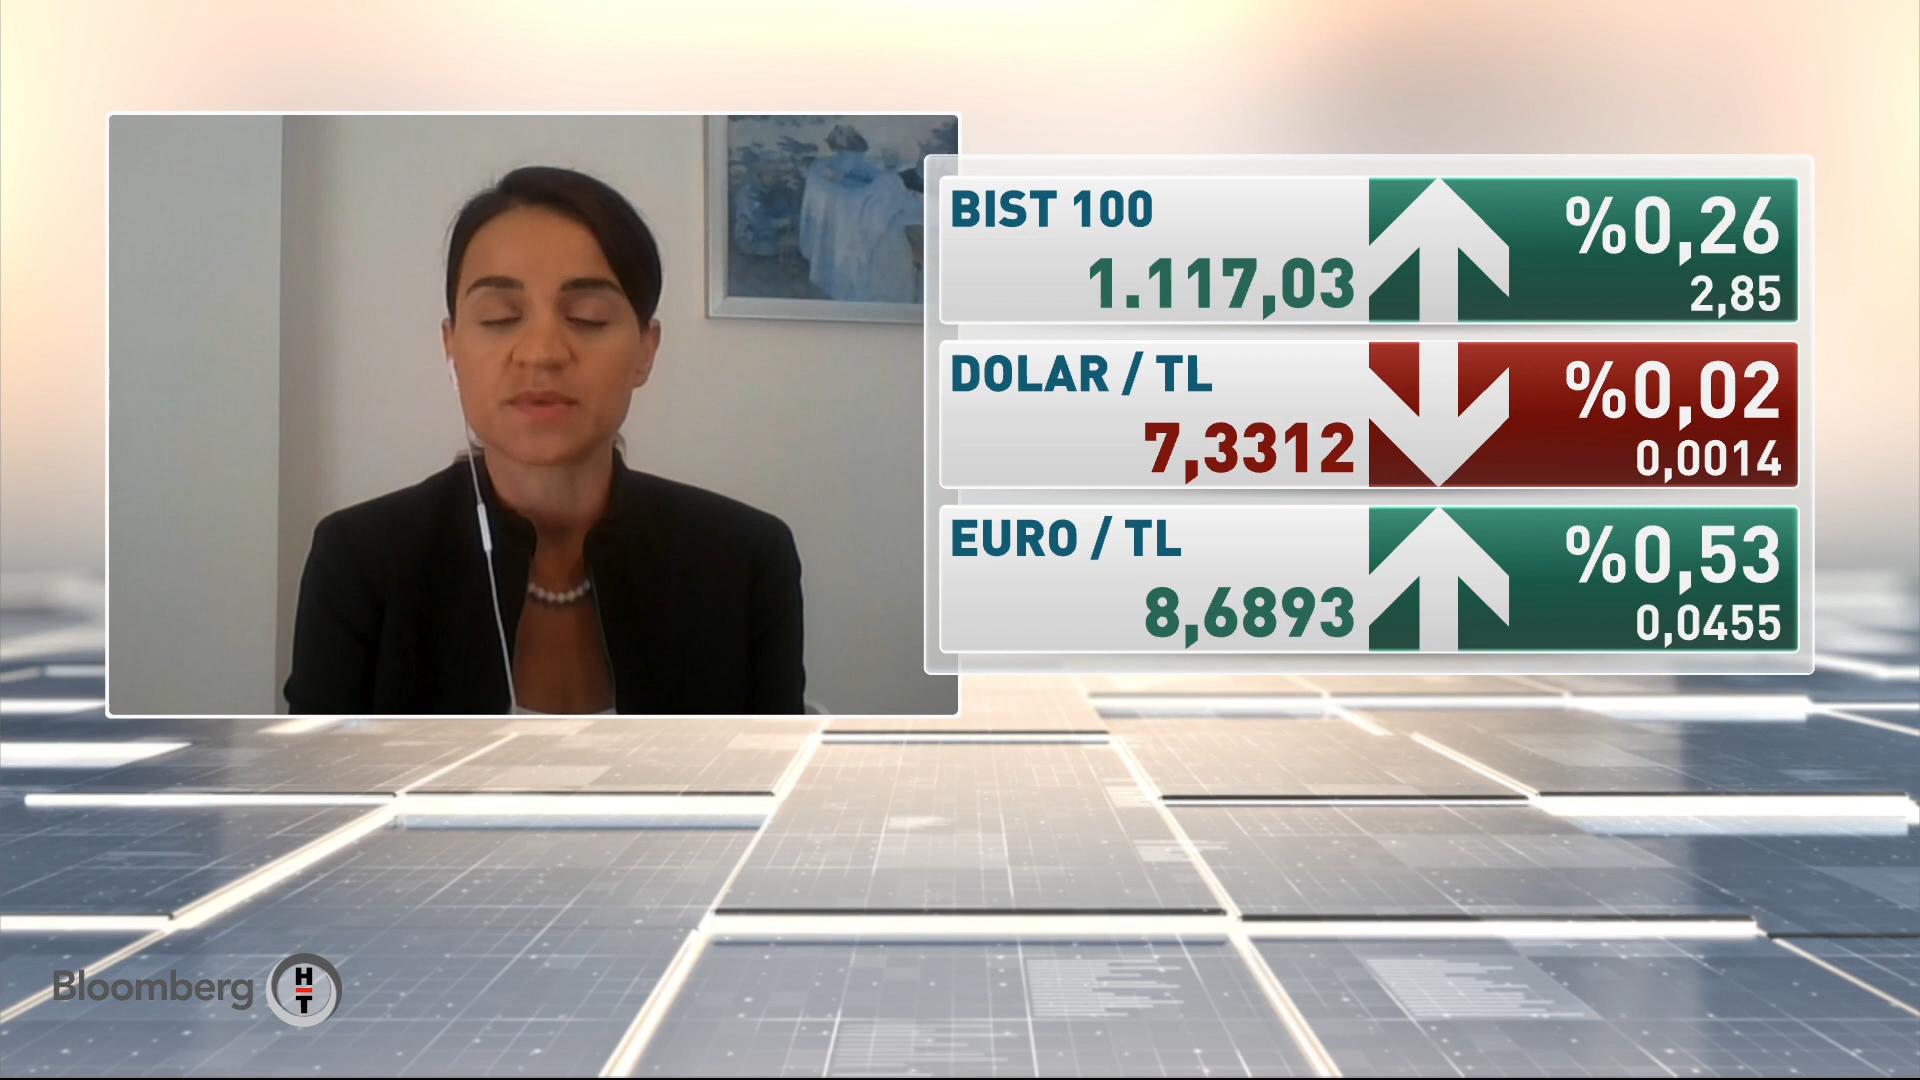 BIST 100
1.117,03
%0,26
2,85
DOLAR / TL
7,3312
%0,02
0,0014
EURO / TL
8,6893
%0,53
0,0455
Bloomberg HT